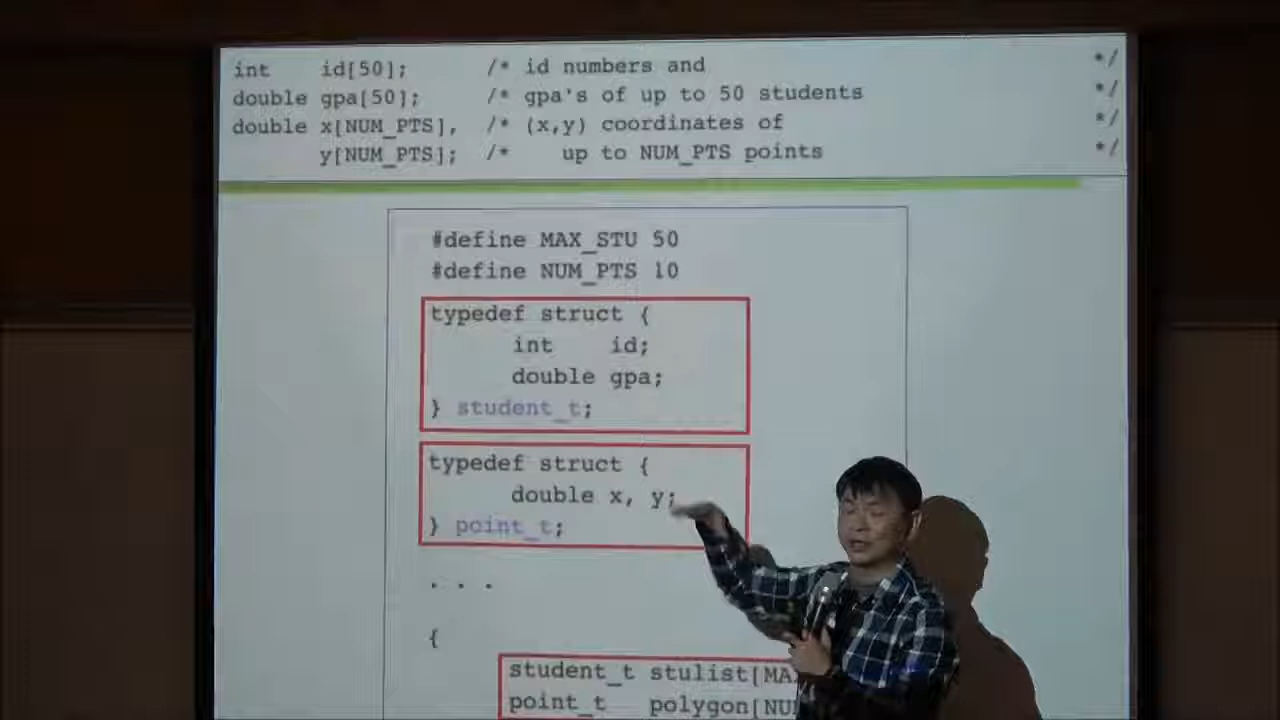 int    id[50];      /* id numbers and                              */
double gpa[50];     /* gpa's of up to 50 students                  */
double x[NUM_PTS],  /* (x,y) coordinates of                        */
       y[NUM_PTS];  /*    up to NUM_PTS points                     */
#define MAX_STU 50
#define NUM_PTS 10
typedef struct {
      int    id;
      double gpa;
} student_t;
typedef struct {
      double x, y;
} point_t;
. . .
{
      student_t stulist[MA
      point_t   polygon[NU